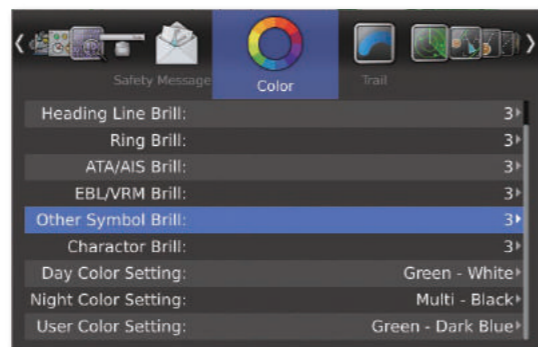 Safety Message
Color
Trail
Heading Line Brill: 3
Ring Brill: 3
ATA/AIS Brill: 3
EBL/VRM Brill: 3
Other Symbol Brill: 3
Charactor Brill: 3
Day Color Setting: Green - White
Night Color Setting: Multi - Black
User Color Setting: Green - Dark Blue